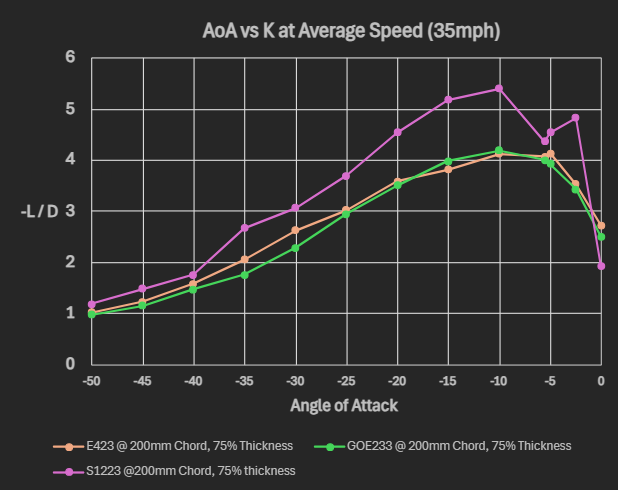 AoA vs K at Average Speed (35mph)
6
5
4
-L / D 3
2
1
0
-50 -45 -40 -35 -30 -25 -20 -15 -10 -5 0
Angle of Attack
E423 @ 200mm Chord, 75% Thickness GOE233 @ 200mm Chord, 75% Thickness
S1223 @200mm Chord, 75% thickness